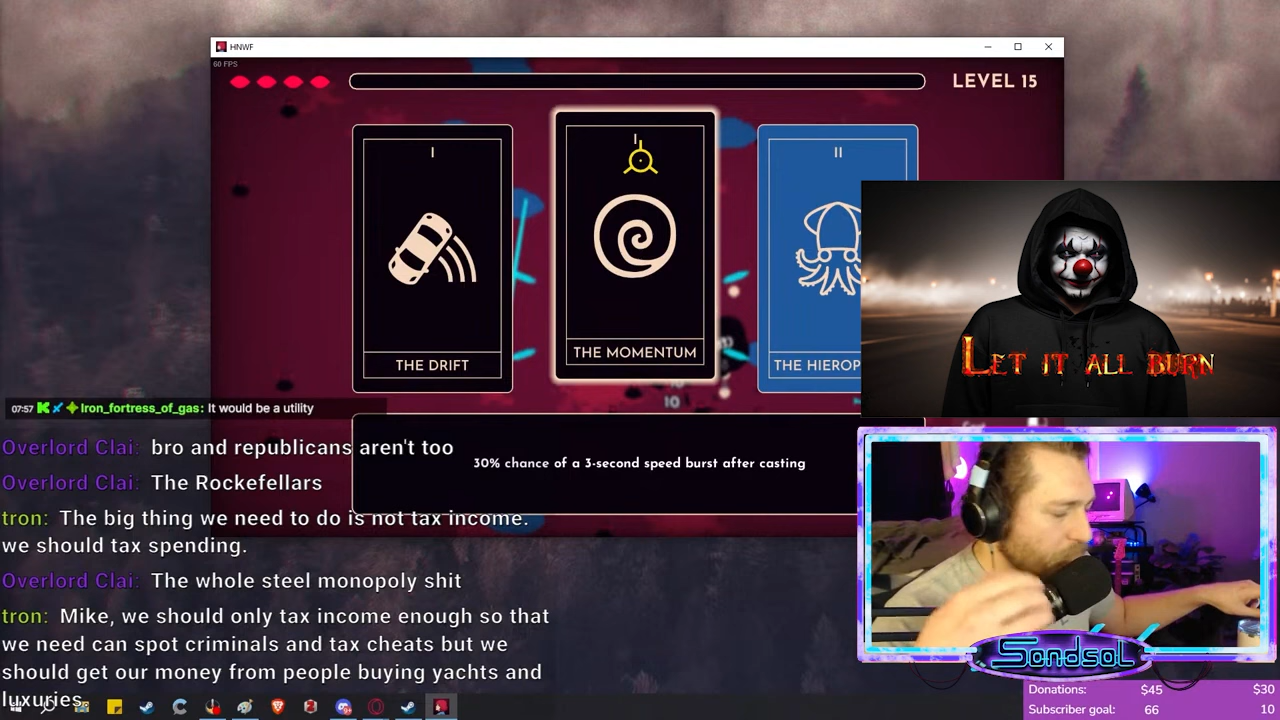 HNWF
60 FPS
LEVEL 15
I
I
II
THE DRIFT
THE MOMENTUM
THE HIEROP
10
30% chance of a 3-second speed burst after casting
LET IT ALL BURN
07:57 Iron_fortress_of_gas: It would be a utility
Overlord Clai: bro and republicans aren't too
Overlord Clai: The Rockefellars
tron: The big thing we need to do is not tax income.
we should tax spending.
Overlord Clai: The whole steel monopoly shit
tron: Mike, we should only tax income enough so that
we need can spot criminals and tax cheats but we
should get our money from people buying yachts and
luxuries.
Sondsol
Donations: $45 $30
Subscriber goal: 66 10